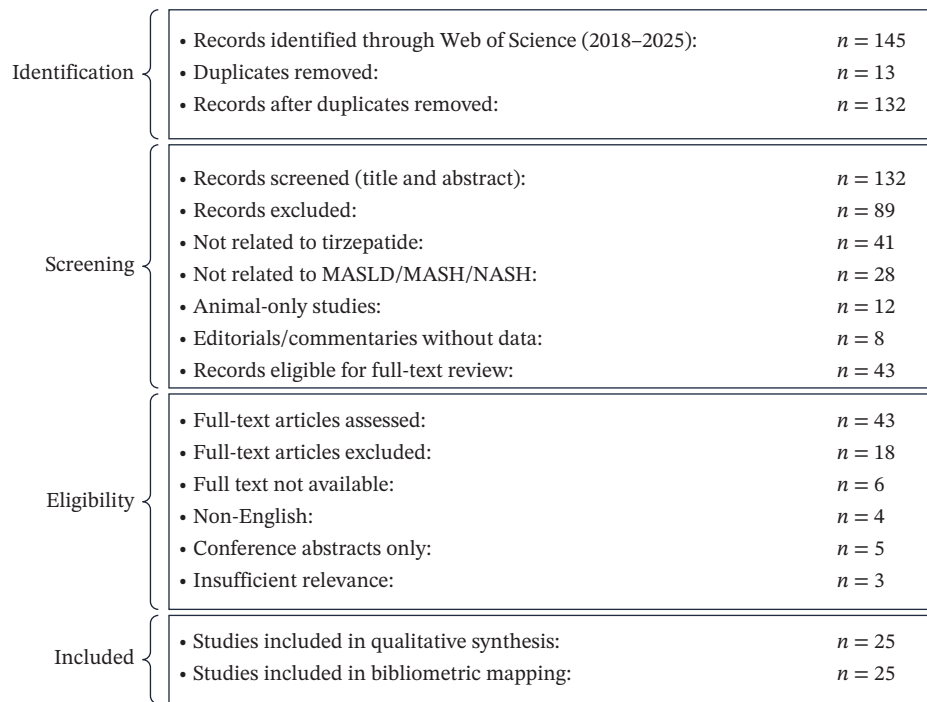 Identification
• Records identified through Web of Science (2018–2025): n = 145
• Duplicates removed: n = 13
• Records after duplicates removed: n = 132
Screening
• Records screened (title and abstract): n = 132
• Records excluded: n = 89
• Not related to tirzepatide: n = 41
• Not related to MASLD/MASH/NASH: n = 28
• Animal-only studies: n = 12
• Editorials/commentaries without data: n = 8
• Records eligible for full-text review: n = 43
Eligibility
• Full-text articles assessed: n = 43
• Full-text articles excluded: n = 18
• Full text not available: n = 6
• Non-English: n = 4
• Conference abstracts only: n = 5
• Insufficient relevance: n = 3
Included
• Studies included in qualitative synthesis: n = 25
• Studies included in bibliometric mapping: n = 25